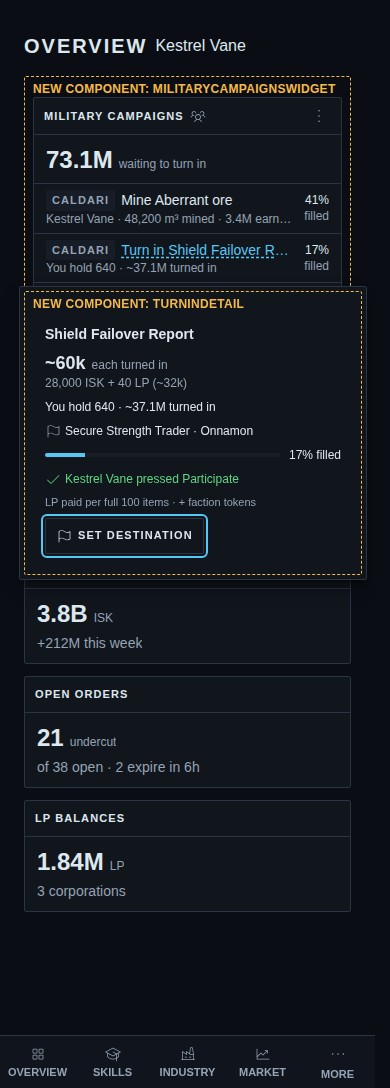 OVERVIEW Kestrel Vane
NEW COMPONENT: MILITARYCAMPAIGNSWIDGET
MILITARY CAMPAIGNS
73.1M waiting to turn in
CALDARI Mine Aberrant ore 41%
Kestrel Vane · 48,200 m³ mined · 3.4M earn… filled
CALDARI Turn in Shield Failover R… 17%
You hold 640 · ~37.1M turned in filled
NEW COMPONENT: TURNINDETAIL
Shield Failover Report
~60k each turned in
28,000 ISK + 40 LP (~32k)
You hold 640 · ~37.1M turned in
Secure Strength Trader · Onnamon
17% filled
Kestrel Vane pressed Participate
LP paid per full 100 items · + faction tokens
SET DESTINATION
3.8B ISK
+212M this week
OPEN ORDERS
21 undercut
of 38 open · 2 expire in 6h
LP BALANCES
1.84M LP
3 corporations
OVERVIEW SKILLS INDUSTRY MARKET MORE